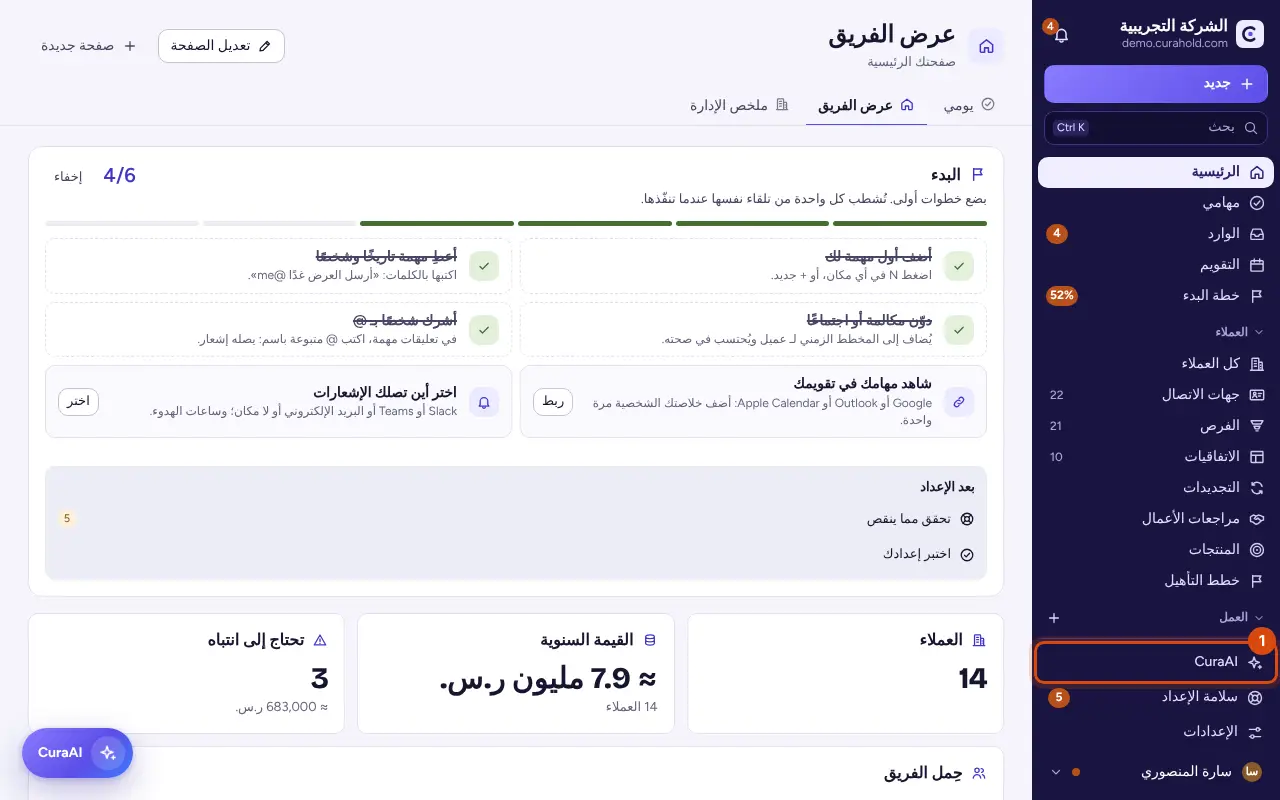 الشركة التجريبية
demo.curahold.com
4
جديد
بحث
Ctrl K
الرئيسية
مهامي
الوارد
4
التقويم
خطة البدء
52%
العملاء
كل العملاء
جهات الاتصال
22
الفرص
21
الاتفاقيات
10
التجديدات
مراجعات الأعمال
المنتجات
خطط التأهيل
العمل
1
CuraAI
سلامة الإعداد
5
الإعدادات
سارة المنصوري
سا
عرض الفريق
صفحتك الرئيسية
تعديل الصفحة
صفحة جديدة
يومي
عرض الفريق
ملخص الإدارة
البدء
4/6
إخفاء
بضع خطوات أولى. تُشطب كل واحدة من تلقاء نفسها عندما تنفّذها.
أضف أول مهمة لك
اضغط N في أي مكان، أو + جديد.
أعطِ مهمة تاريخًا وشخصًا
اكتبها بالكلمات: «أرسل العرض غدًا @me».
دوّن مكالمة أو اجتماعًا
يُضاف إلى المخطط الزمني لـ عميل ويُحتسب في صحته.
أشرك شخصًا بـ @
في تعليقات مهمة، اكتب @ متبوعة باسم: يصله إشعار.
شاهد مهامك في تقويمك
Google أو Outlook أو Apple Calendar: أضف خلاصتك الشخصية مرة
واحدة.
ربط
اختر أين تصلك الإشعارات
Slack أو Teams أو البريد الإلكتروني أو لا مكان؛ وساعات الهدوء.
اختر
بعد الإعداد
تحقق مما ينقص
5
اختبر إعدادك
العملاء
14
القيمة السنوية
≈ 7.9 مليون ر.س.
14 العملاء
تحتاج إلى انتباه
3
≈ 683,000 ر.س.
حِمل الفريق
CuraAI